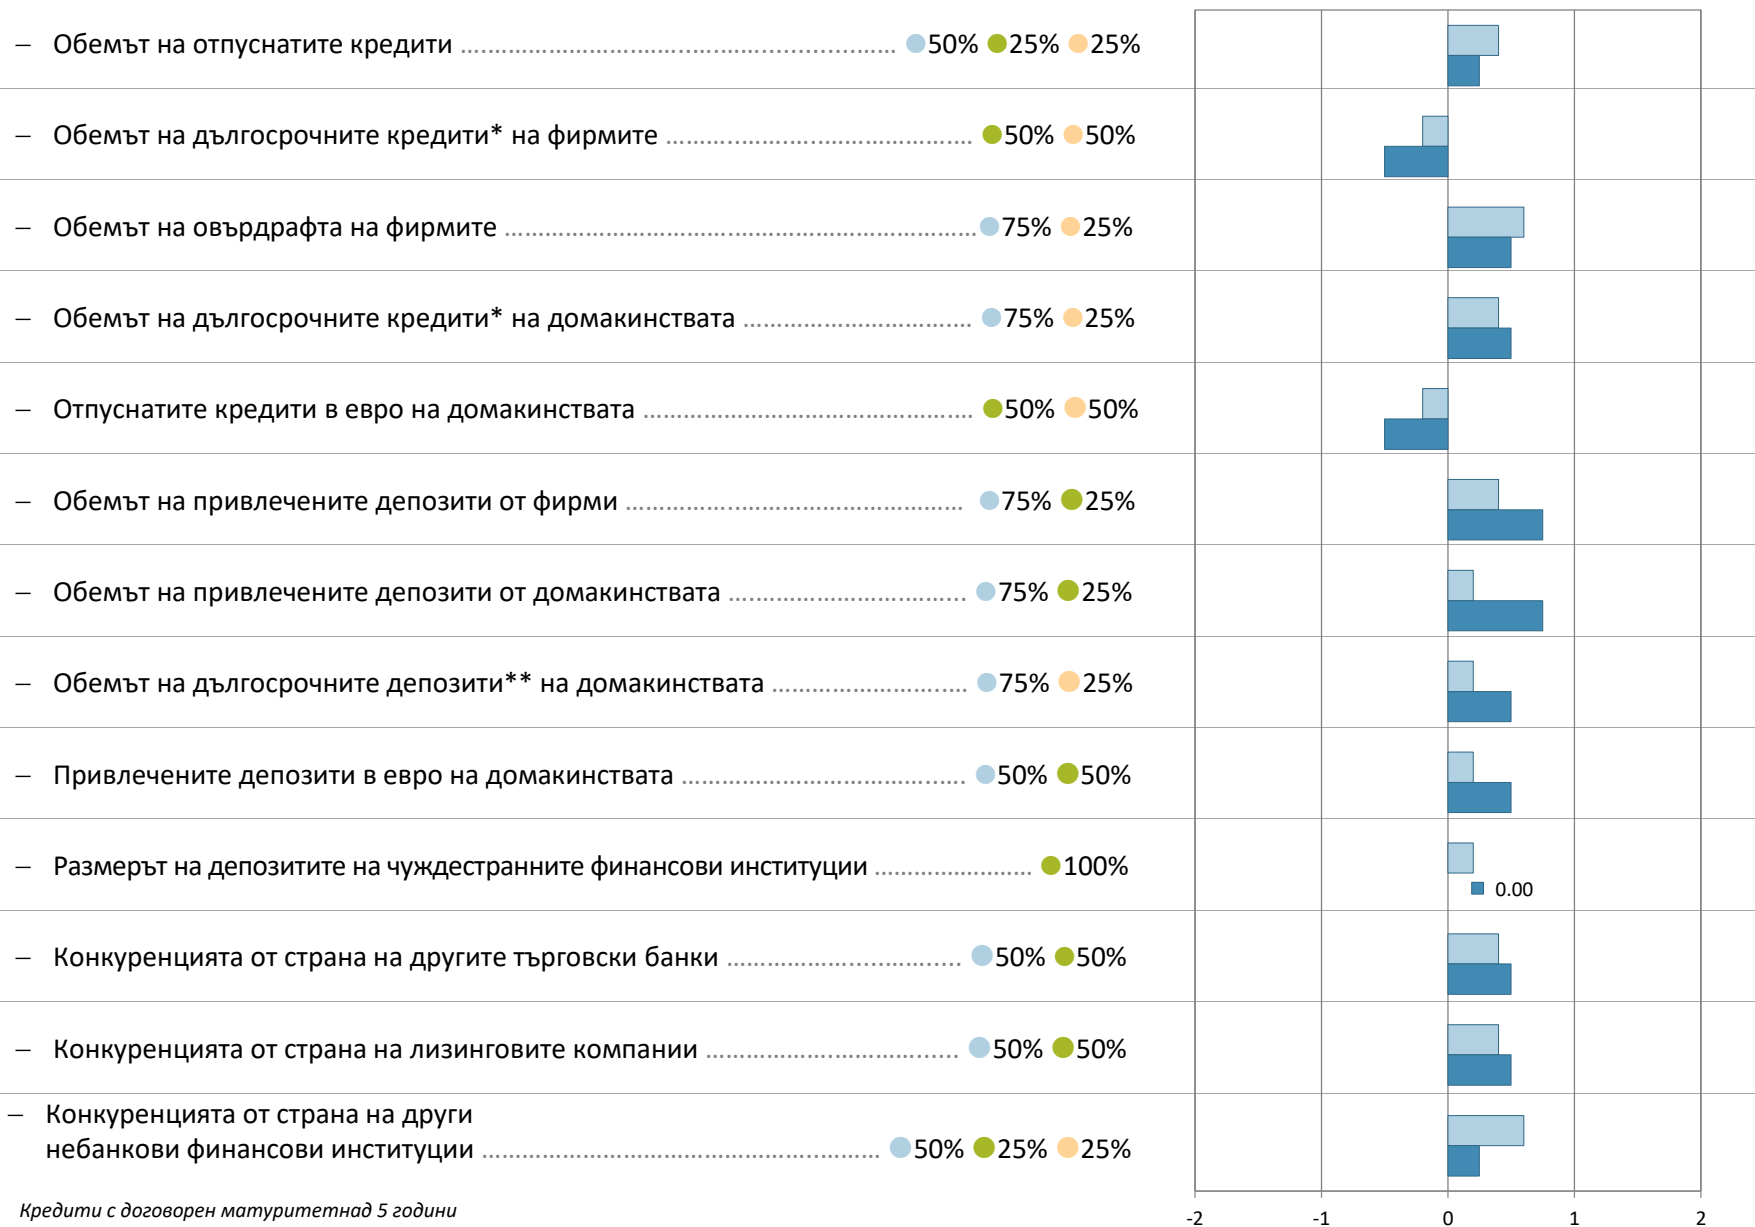 – Обемът на отпуснатите кредити ........................................................ 50% 25% 25%
– Обемът на дългосрочните кредити* на фирмите ........................................ 50% 50%
– Обемът на овърдрафта на фирмите ............................................................. 75% 25%
– Обемът на дългосрочните кредити* на домакинствата .............................. 75% 25%
– Отпуснатите кредити в евро на домакинствата ........................................... 50% 50%
– Обемът на привлечените депозити от фирми ............................................ 75% 25%
– Обемът на привлечените депозити от домакинствата ............................... 75% 25%
– Обемът на дългосрочните депозити** на домакинствата ......................... 75% 25%
– Привлечените депозити в евро на домакинствата ..................................... 50% 50%
– Размерът на депозитите на чуждестранните финансови институции .................... 100%
0.00
– Конкуренцията от страна на другите търговски банки .............................. 50% 50%
– Конкуренцията от страна на лизинговите компании ................................. 50% 50%
– Конкуренцията от страна на други
небанкови финансови институции .................................................... 50% 25% 25%
Кредити с договорен матуритетнад 5 години
-2 -1 0 1 2